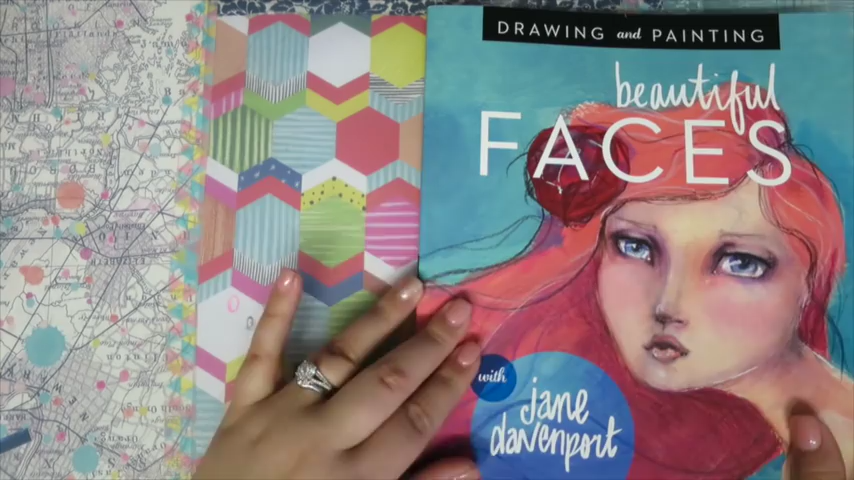 DRAWING and PAINTING
beautiful
FACES
with
jane
davenport